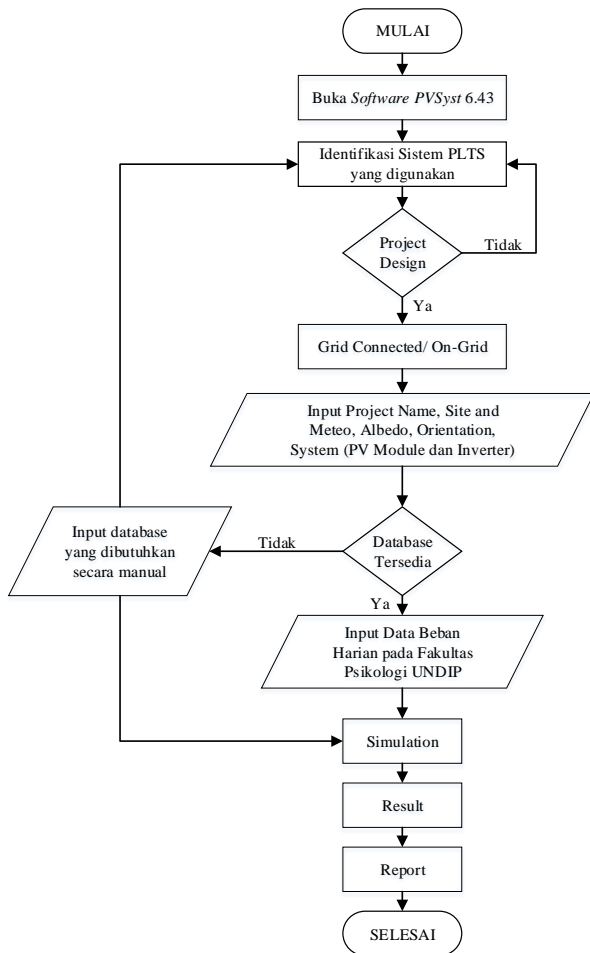 MULAI
Buka Software PVSyst 6.43
Identifikasi Sistem PLTS
yang digunakan
Project
Design
Tidak
Ya
Grid Connected/ On-Grid
Input Project Name, Site and
Meteo, Albedo, Orientation,
System (PV Module dan Inverter)
Database
Tersedia
Tidak
Input database
yang dibutuhkan
secara manual
Ya
Input Data Beban
Harian pada Fakultas
Psikologi UNDIP
Simulation
Result
Report
SELESAI